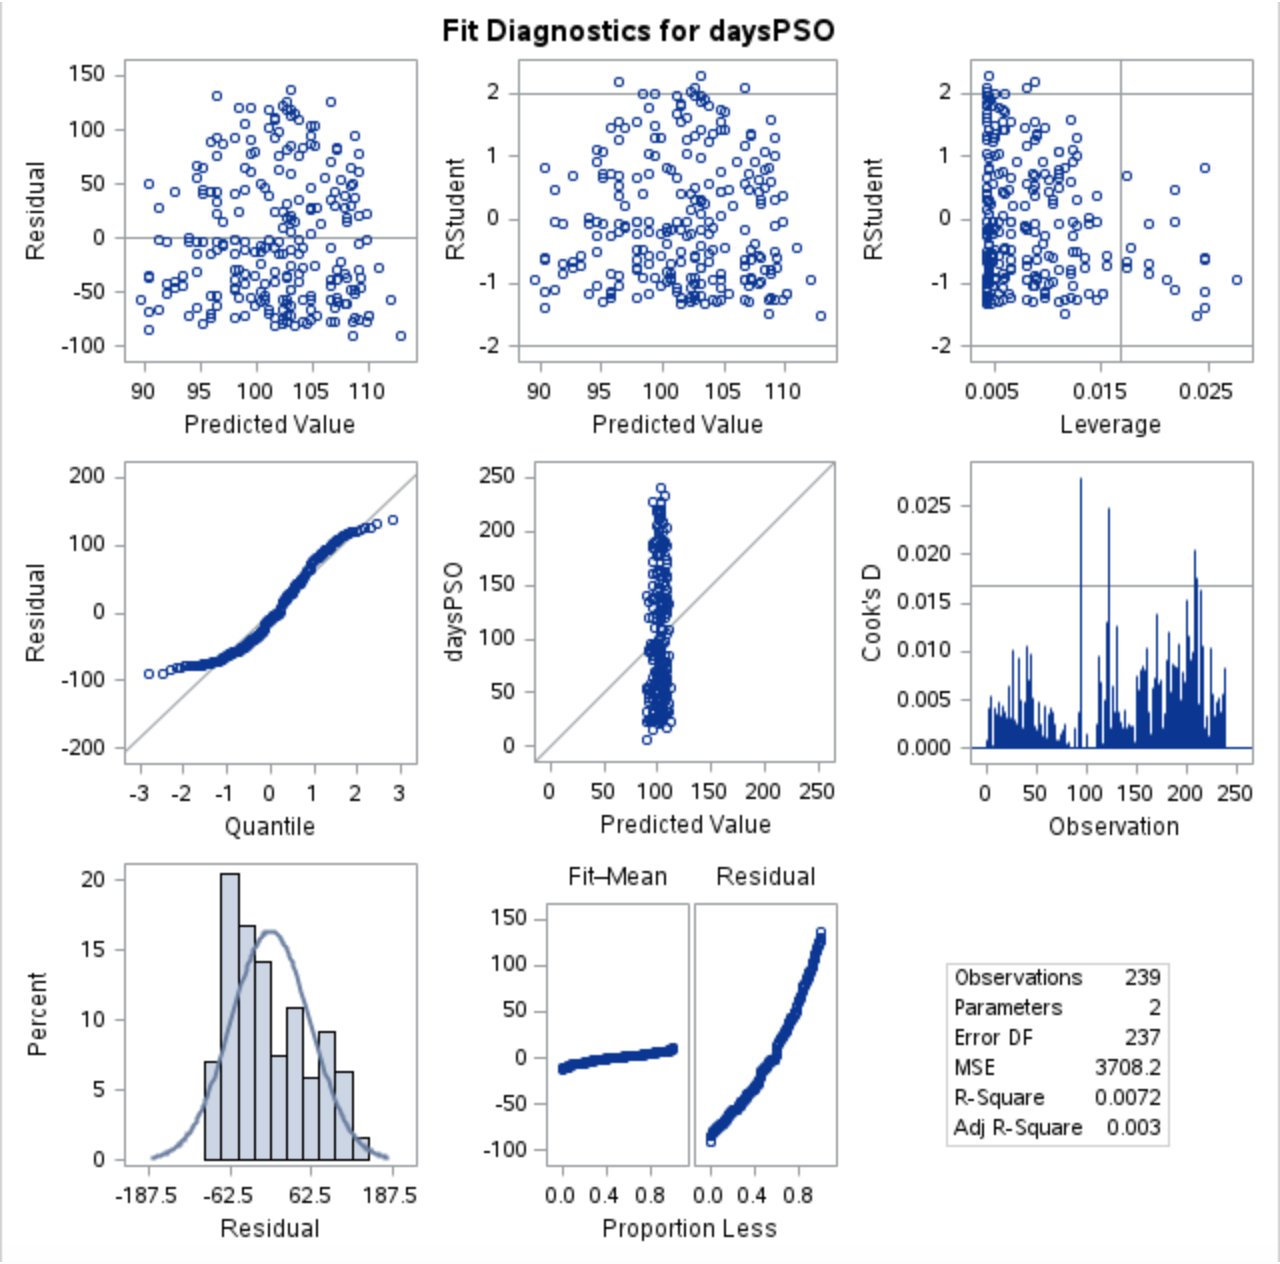 Fit Diagnostics for daysPSO
150
100
50
0
-50
-100
Residual
90 95 100 105 110
Predicted Value
2
1
0
-1
-2
RStudent
90 95 100 105 110
Predicted Value
2
1
0
-1
-2
RStudent
0.005 0.015 0.025
Leverage
200
100
0
-100
-200
Residual
-3 -2 -1 0 1 2 3
Quantile
250
200
150
100
50
0
daysPSO
0 50 100 150 200 250
Predicted Value
0.025
0.020
0.015
0.010
0.005
0.000
Cook's D
0 50 100 150 200 250
Observation
20
15
10
5
0
Percent
-187.5 -62.5 62.5 187.5
Residual
Fit–Mean Residual
150
100
50
0
-50
-100
0.0 0.4 0.8 0.0 0.4 0.8
Proportion Less
Observations 239
Parameters 2
Error DF 237
MSE 3708.2
R-Square 0.0072
Adj R-Square 0.003